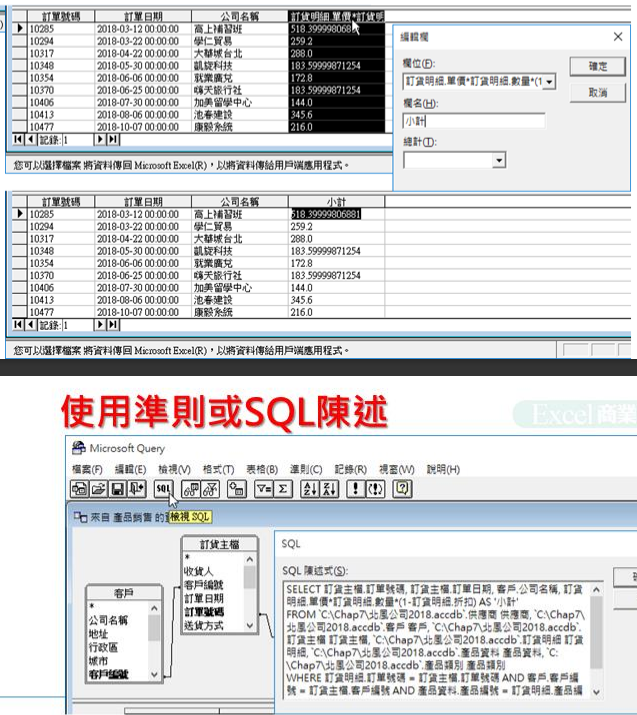 訂單號碼 訂單日期 公司名稱 訂貨明細.單價*訂貨明
10285 2018-03-12 00:00:00 高上補習班 518.39999806881
10294 2018-03-22 00:00:00 學仁貿易 259.2
10317 2018-04-22 00:00:00 大華城台北 288.0
10348 2018-05-30 00:00:00 凱旋科技 183.59999871254
10354 2018-06-06 00:00:00 就業廣兌 172.8
10370 2018-06-25 00:00:00 嗨天旅行社 183.59999871254
10406 2018-07-30 00:00:00 加美留學中心 144.0
10413 2018-08-06 00:00:00 池春建設 345.6
10477 2018-10-07 00:00:00 康毅系統 216.0
記錄: 1
您可以選擇檔案 將資料傳回 Microsoft Excel(R)，以將資料傳給用戶端應用程式。
編輯欄
欄位(F):
訂貨明細.單價*訂貨明細.數量*(1-
欄名(H):
小計
總計(T):
確定
取消
訂單號碼 訂單日期 公司名稱 小計
10285 2018-03-12 00:00:00 高上補習班 518.39999806881
10294 2018-03-22 00:00:00 學仁貿易 259.2
10317 2018-04-22 00:00:00 大華城台北 288.0
10348 2018-05-30 00:00:00 凱旋科技 183.59999871254
10354 2018-06-06 00:00:00 就業廣兌 172.8
10370 2018-06-25 00:00:00 嗨天旅行社 183.59999871254
10406 2018-07-30 00:00:00 加美留學中心 144.0
10413 2018-08-06 00:00:00 池春建設 345.6
10477 2018-10-07 00:00:00 康毅系統 216.0
記錄: 1
您可以選擇檔案 將資料傳回 Microsoft Excel(R)，以將資料傳給用戶端應用程式。
使用準則或SQL陳述
Excel 商業
Microsoft Query
檔案(F) 編輯(E) 檢視(V) 格式(T) 表格(B) 準則(C) 記錄(R) 視窗(W) 說明(H)
SQL
來自 產品銷售 的
檢視 SQL
訂貨主檔
*
收貨人
客戶編號
訂單日期
訂單號碼
送貨方式
客戶
*
公司名稱
地址
行政區
城市
客戶編號
SQL
SQL 陳述式(S):
SELECT 訂貨主檔.訂單號碼, 訂貨主檔.訂單日期, 客戶.公司名稱, 訂貨
明細.單價*訂貨明細.數量*(1-訂貨明細.折扣) AS '小計'
FROM `C:\Chap7\北風公司2018.accdb`.供應商 供應商, `C:\Chap7\
北風公司2018.accdb`.客戶 客戶, `C:\Chap7\北風公司2018.accdb`.
訂貨主檔 訂貨主檔, `C:\Chap7\北風公司2018.accdb`.訂貨明細 訂貨
明細, `C:\Chap7\北風公司2018.accdb`.產品資料 產品資料, `C:
\Chap7\北風公司2018.accdb`.產品類別 產品類別
WHERE 訂貨明細.訂單號碼 = 訂貨主檔.訂單號碼 AND 客戶.客戶編
號 = 訂貨主檔.客戶編號 AND 產品資料.產品編號 = 訂貨明細.產品編